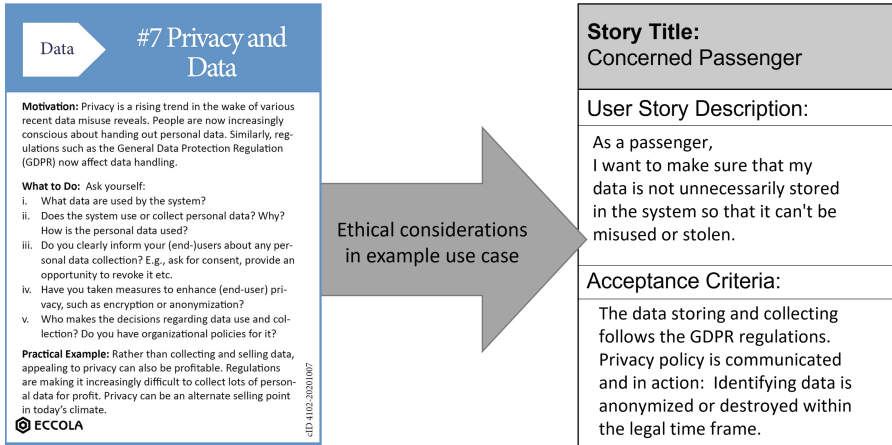 Data
#7 Privacy and
Data
Motivation: Privacy is a rising trend in the wake of various
recent data misuse reveals. People are now increasingly
conscious about handing out personal data. Similarly, reg-
ulations such as the General Data Protection Regulation
(GDPR) now affect data handling.
What to Do: Ask yourself:
i. What data are used by the system?
ii. Does the system use or collect personal data? Why?
How is the personal data used?
iii. Do you clearly inform your (end-)users about any per-
sonal data collection? E.g., ask for consent, provide an
opportunity to revoke it etc.
iv. Have you taken measures to enhance (end-user) pri-
vacy, such as encryption or anonymization?
v. Who makes the decisions regarding data use and col-
lection? Do you have organizational policies for it?
Practical Example: Rather than collecting and selling data,
appealing to privacy can also be profitable. Regulations
are making it increasingly difficult to collect lots of person-
al data for profit. Privacy can be an alternate selling point
in today's climate.
ECCOLA
cID 4102-20201007
Ethical considerations
in example use case
Story Title:
Concerned Passenger
User Story Description:
As a passenger,
I want to make sure that my
data is not unnecessarily stored
in the system so that it can't be
misused or stolen.
Acceptance Criteria:
The data storing and collecting
follows the GDPR regulations.
Privacy policy is communicated
and in action: Identifying data is
anonymized or destroyed within
the legal time frame.